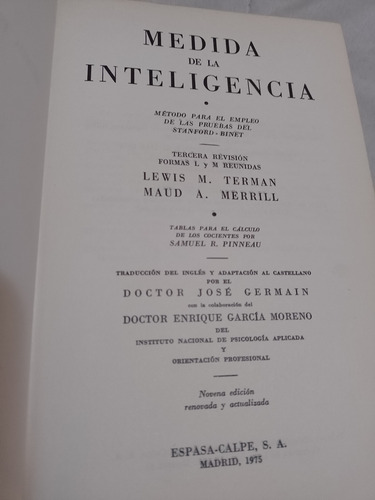 MEDIDA
DE LA
INTELIGENCIA
MÉTODO PARA EL EMPLEO
DE LAS PRUEBAS DEL
STANFORD-BINET
TERCERA REVISIÓN
FORMAS L y M REUNIDAS
LEWIS M. TERMAN
MAUD A. MERRILL
TABLAS PARA EL CÁLCULO
DE LOS COCIENTES POR
SAMUEL R. PINNEAU
TRADUCCIÓN DEL INGLÉS Y ADAPTACIÓN AL CASTELLANO
POR EL
DOCTOR JOSÉ GERMAIN
con la colaboración del
DOCTOR ENRIQUE GARCÍA MORENO
DEL
INSTITUTO NACIONAL DE PSICOLOGÍA APLICADA
Y
ORIENTACIÓN PROFESIONAL
Novena edición
renovada y actualizada
ESPASA-CALPE, S. A.
MADRID, 1975